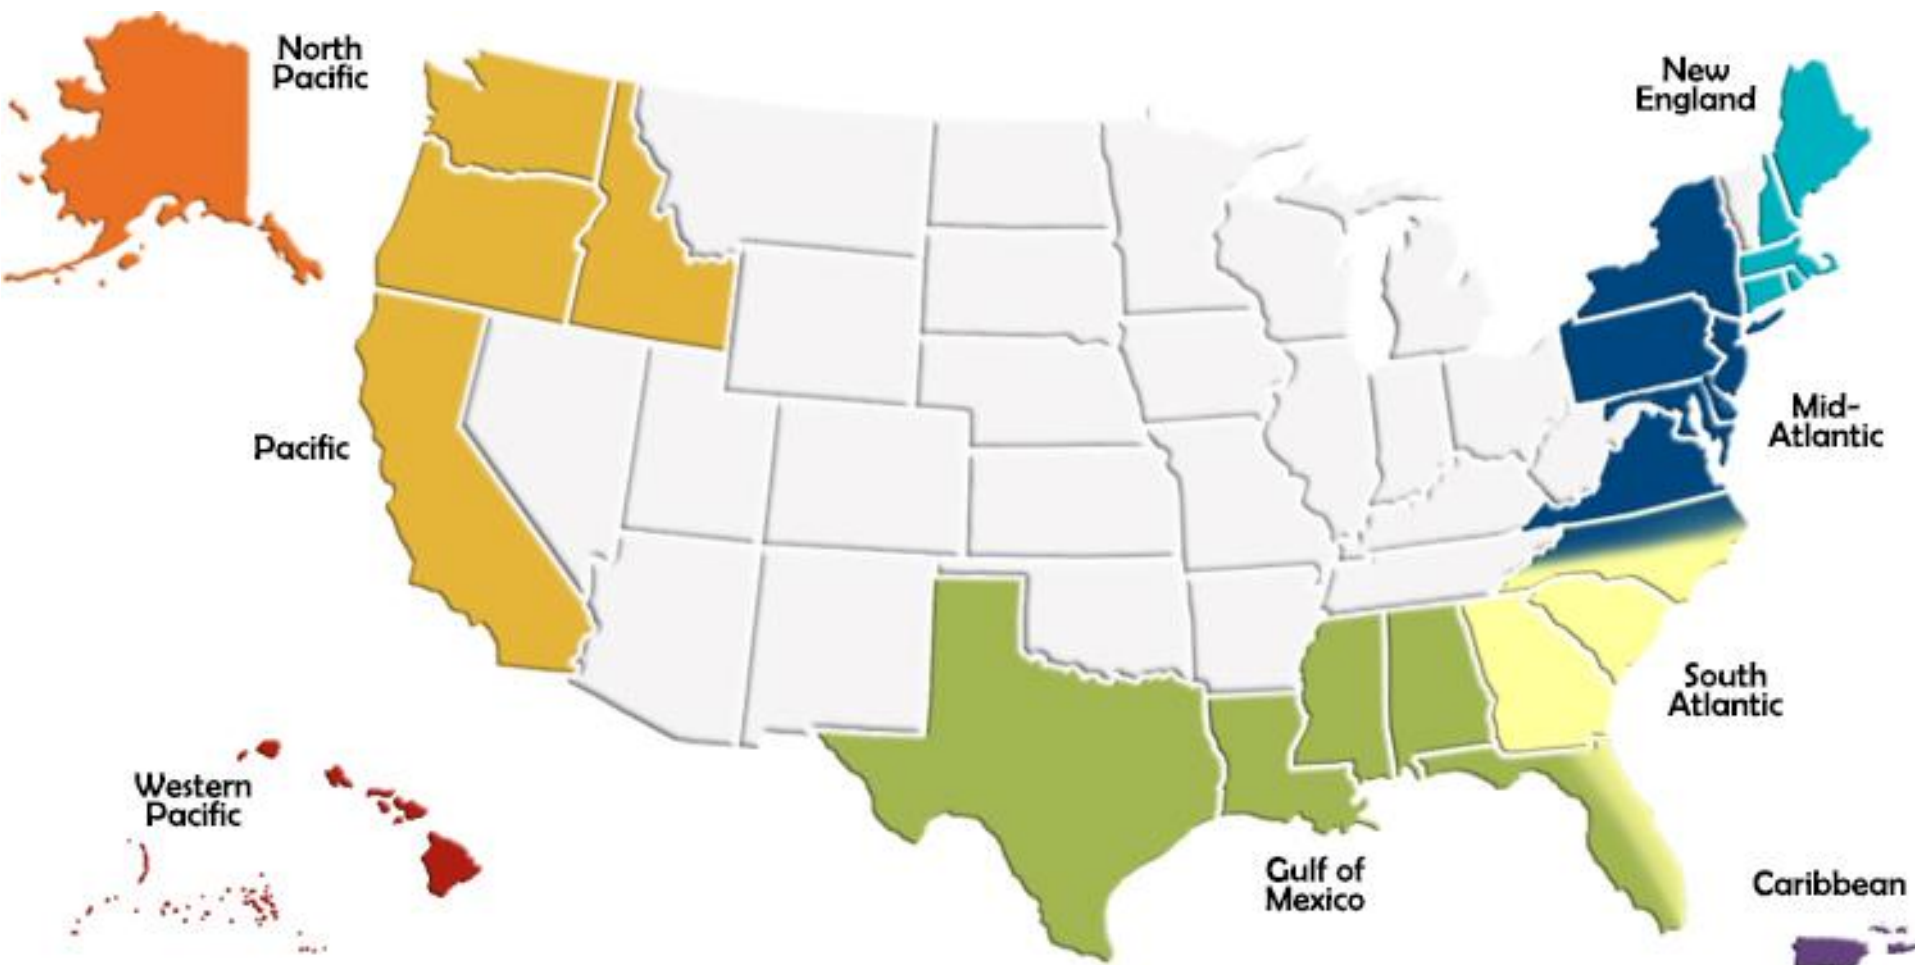 North
Pacific
New
England
Mid-
Atlantic
Pacific
South
Atlantic
Western
Pacific
Gulf of
Mexico
Caribbean